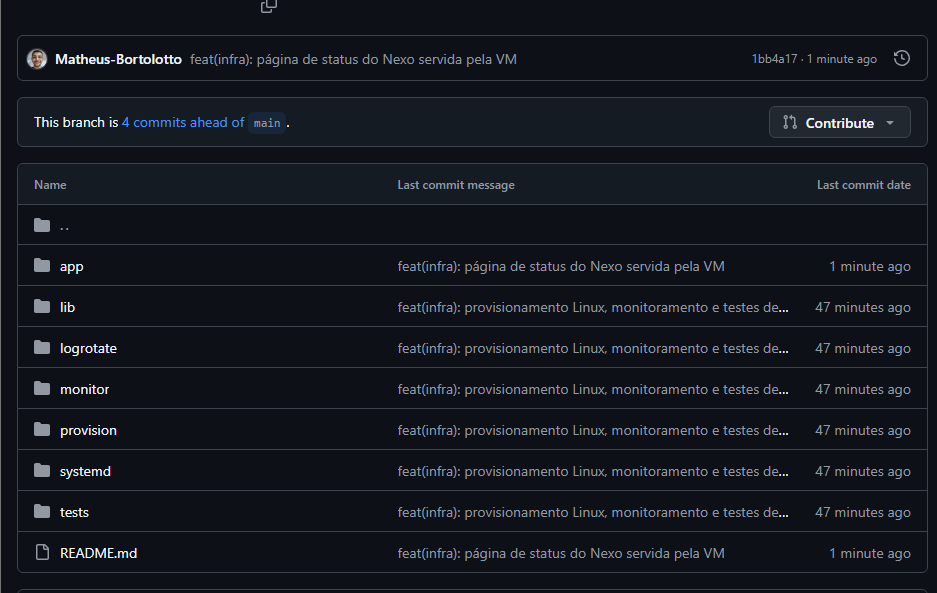 Matheus-Bortolotto feat(infra): página de status do Nexo servida pela VM 1bb4a17 · 1 minute ago
This branch is 4 commits ahead of main . Contribute
Name Last commit message Last commit date
..
app feat(infra): página de status do Nexo servida pela VM 1 minute ago
lib feat(infra): provisionamento Linux, monitoramento e testes de... 47 minutes ago
logrotate feat(infra): provisionamento Linux, monitoramento e testes de... 47 minutes ago
monitor feat(infra): provisionamento Linux, monitoramento e testes de... 47 minutes ago
provision feat(infra): provisionamento Linux, monitoramento e testes de... 47 minutes ago
systemd feat(infra): provisionamento Linux, monitoramento e testes de... 47 minutes ago
tests feat(infra): provisionamento Linux, monitoramento e testes de... 47 minutes ago
README.md feat(infra): página de status do Nexo servida pela VM 1 minute ago